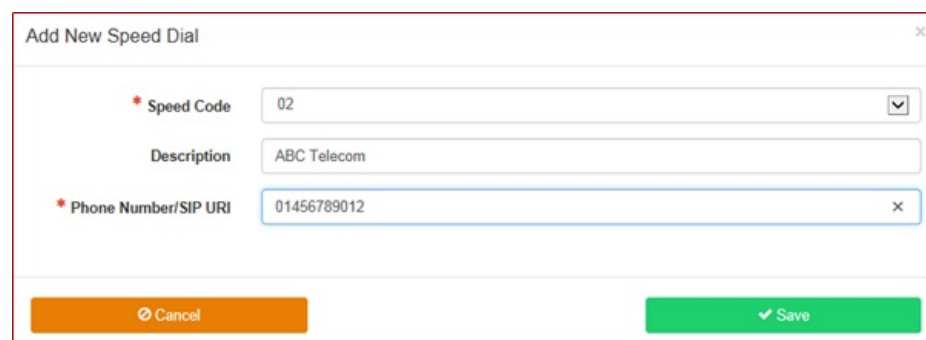 Add New Speed Dial ×
* Speed Code 02
Description ABC Telecom
* Phone Number/SIP URI 01456789012 ×
Cancel Save